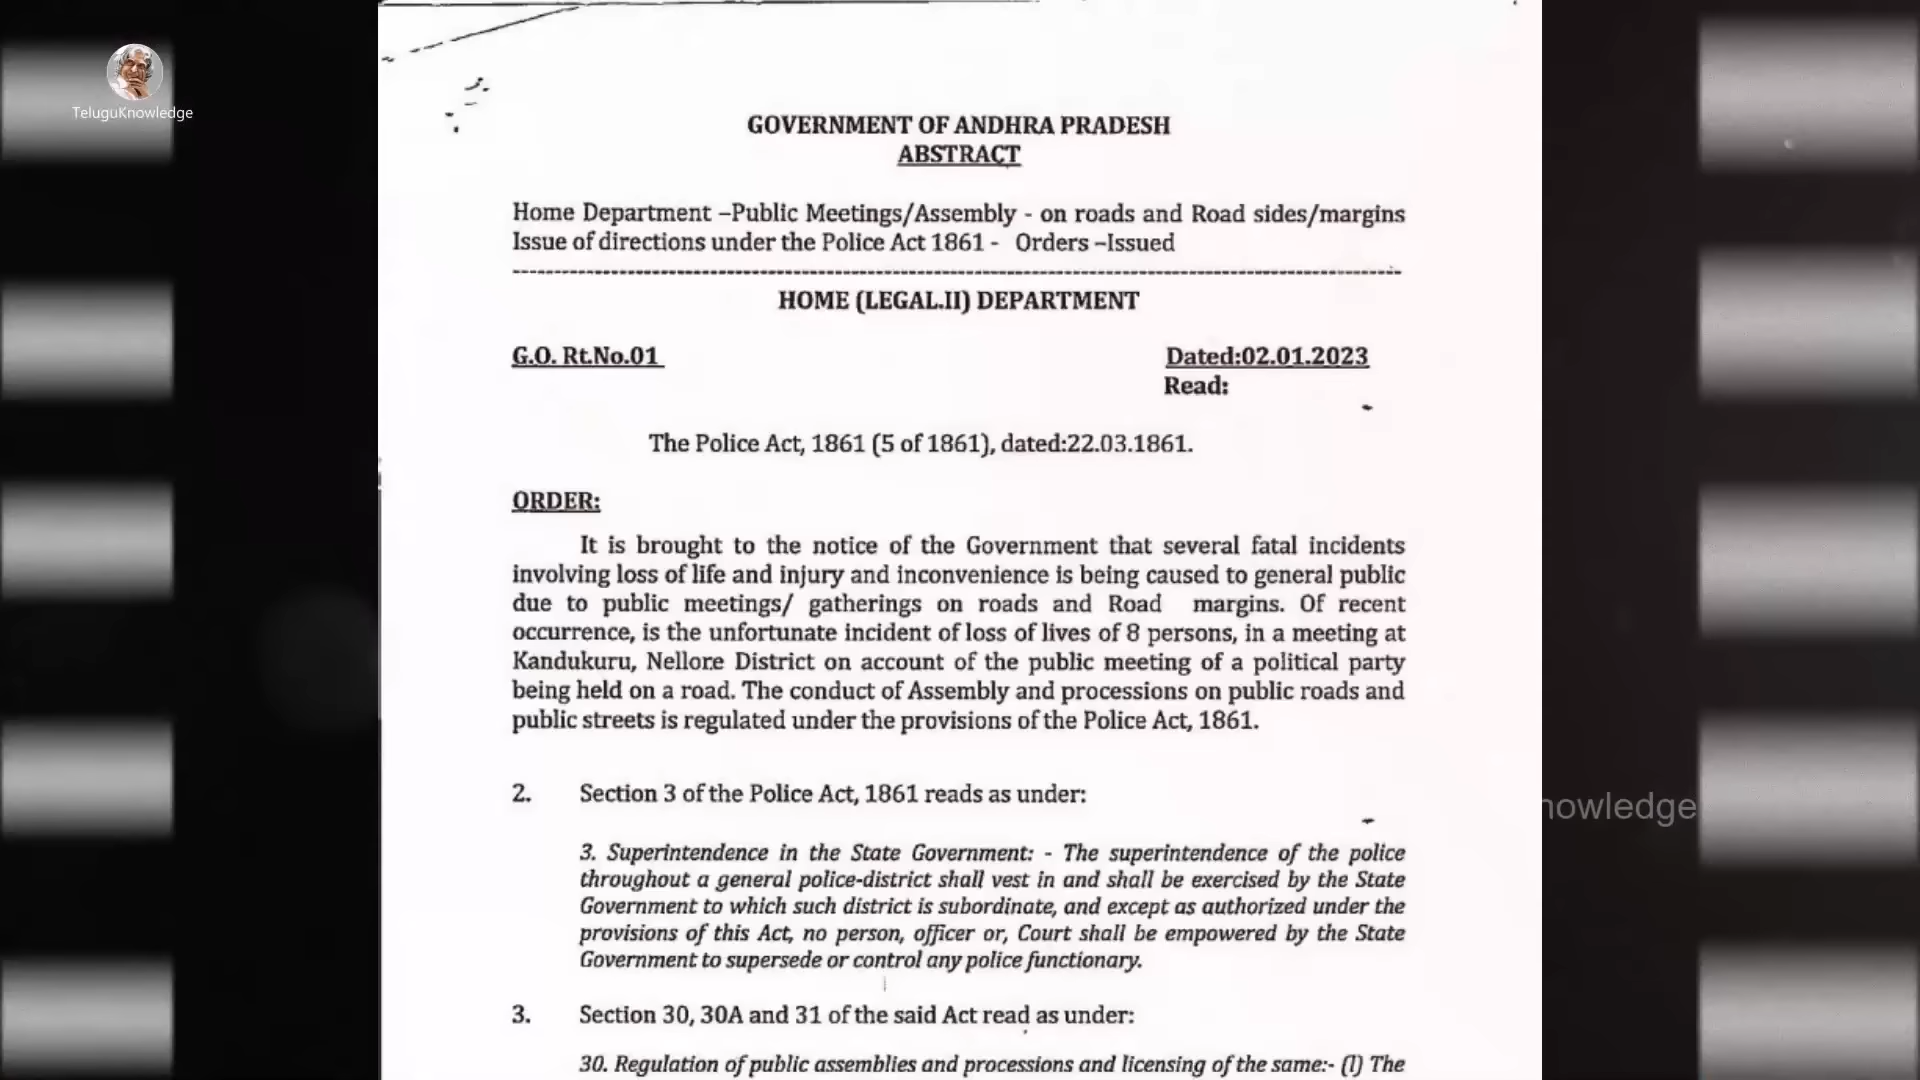 TeluguKnowledge
GOVERNMENT OF ANDHRA PRADESH
ABSTRACT
Home Department –Public Meetings/Assembly - on roads and Road sides/margins
Issue of directions under the Police Act 1861 - Orders –Issued
HOME (LEGAL.II) DEPARTMENT
G.O. Rt.No.01 Dated:02.01.2023
Read:
The Police Act, 1861 (5 of 1861), dated:22.03.1861.
ORDER:
It is brought to the notice of the Government that several fatal incidents
involving loss of life and injury and inconvenience is being caused to general public
due to public meetings/ gatherings on roads and Road margins. Of recent
occurrence, is the unfortunate incident of loss of lives of 8 persons, in a meeting at
Kandukuru, Nellore District on account of the public meeting of a political party
being held on a road. The conduct of Assembly and processions on public roads and
public streets is regulated under the provisions of the Police Act, 1861.
2. Section 3 of the Police Act, 1861 reads as under:
nowledge
3. Superintendence in the State Government: - The superintendence of the police
throughout a general police-district shall vest in and shall be exercised by the State
Government to which such district is subordinate, and except as authorized under the
provisions of this Act, no person, officer or, Court shall be empowered by the State
Government to supersede or control any police functionary.
3. Section 30, 30A and 31 of the said Act read as under:
30. Regulation of public assemblies and processions and licensing of the same:- (l) The